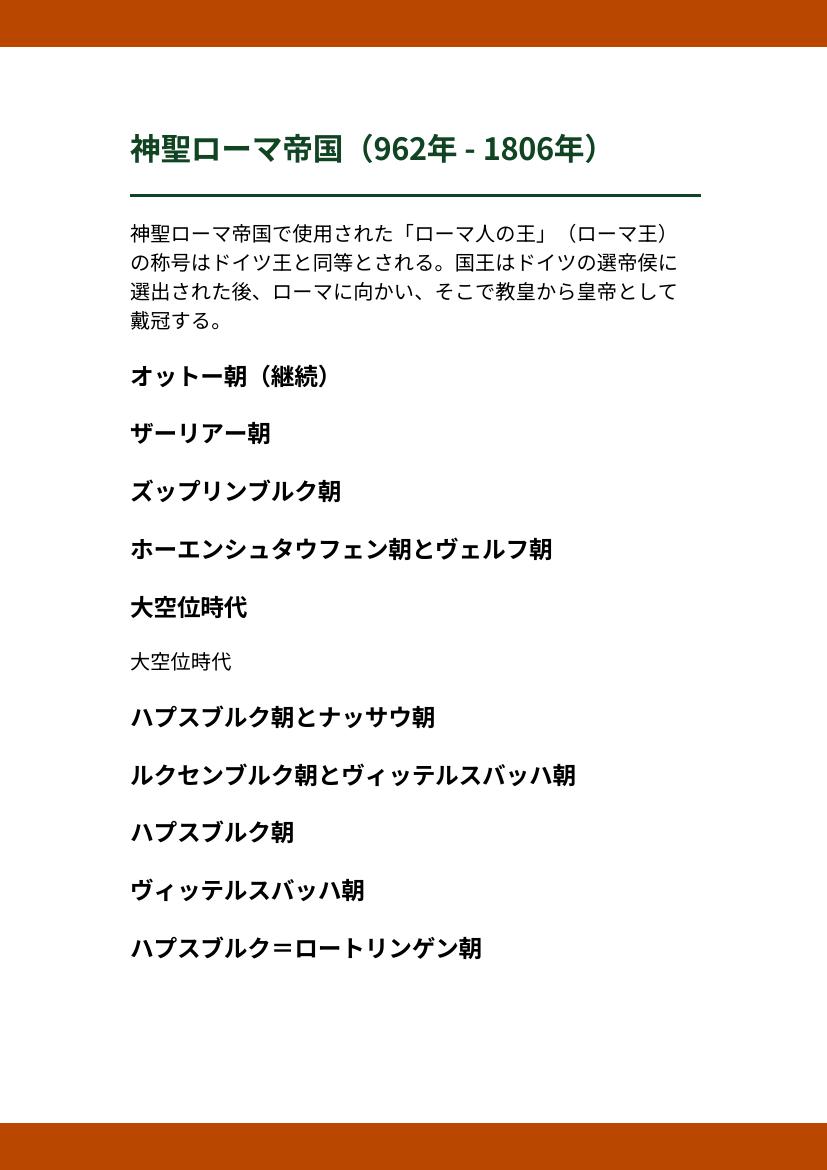 神聖ローマ帝国（962年 - 1806年）
神聖ローマ帝国で使用された「ローマ人の王」（ローマ王）
の称号はドイツ王と同等とされる。国王はドイツの選帝侯に
選出された後、ローマに向かい、そこで教皇から皇帝として
戴冠する。
オットー朝（継続）
ザーリアー朝
ズップリンブルク朝
ホーエンシュタウフェン朝とヴェルフ朝
大空位時代
大空位時代
ハプスブルク朝とナッサウ朝
ルクセンブルク朝とヴィッテルスバッハ朝
ハプスブルク朝
ヴィッテルスバッハ朝
ハプスブルク＝ロートリンゲン朝